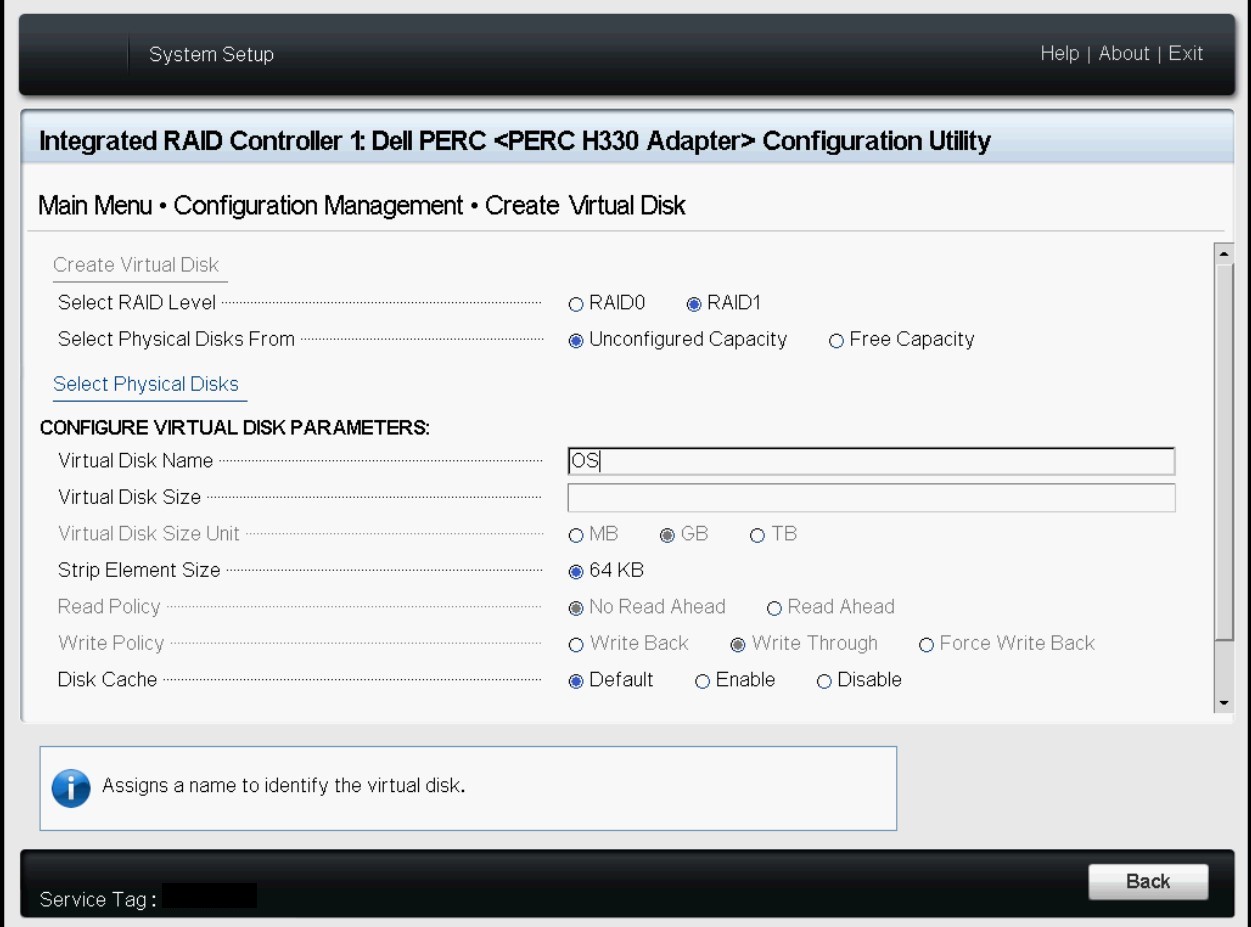 System Setup
Help | About | Exit
Integrated RAID Controller 1: Dell PERC <PERC H330 Adapter> Configuration Utility
Main Menu • Configuration Management • Create Virtual Disk
Create Virtual Disk
Select RAID Level RAID0 RAID1
Select Physical Disks From Unconfigured Capacity Free Capacity
Select Physical Disks
CONFIGURE VIRTUAL DISK PARAMETERS:
Virtual Disk Name OS
Virtual Disk Size
Virtual Disk Size Unit MB GB TB
Strip Element Size 64 KB
Read Policy No Read Ahead Read Ahead
Write Policy Write Back Write Through Force Write Back
Disk Cache Default Enable Disable
Assigns a name to identify the virtual disk.
Service Tag :
Back